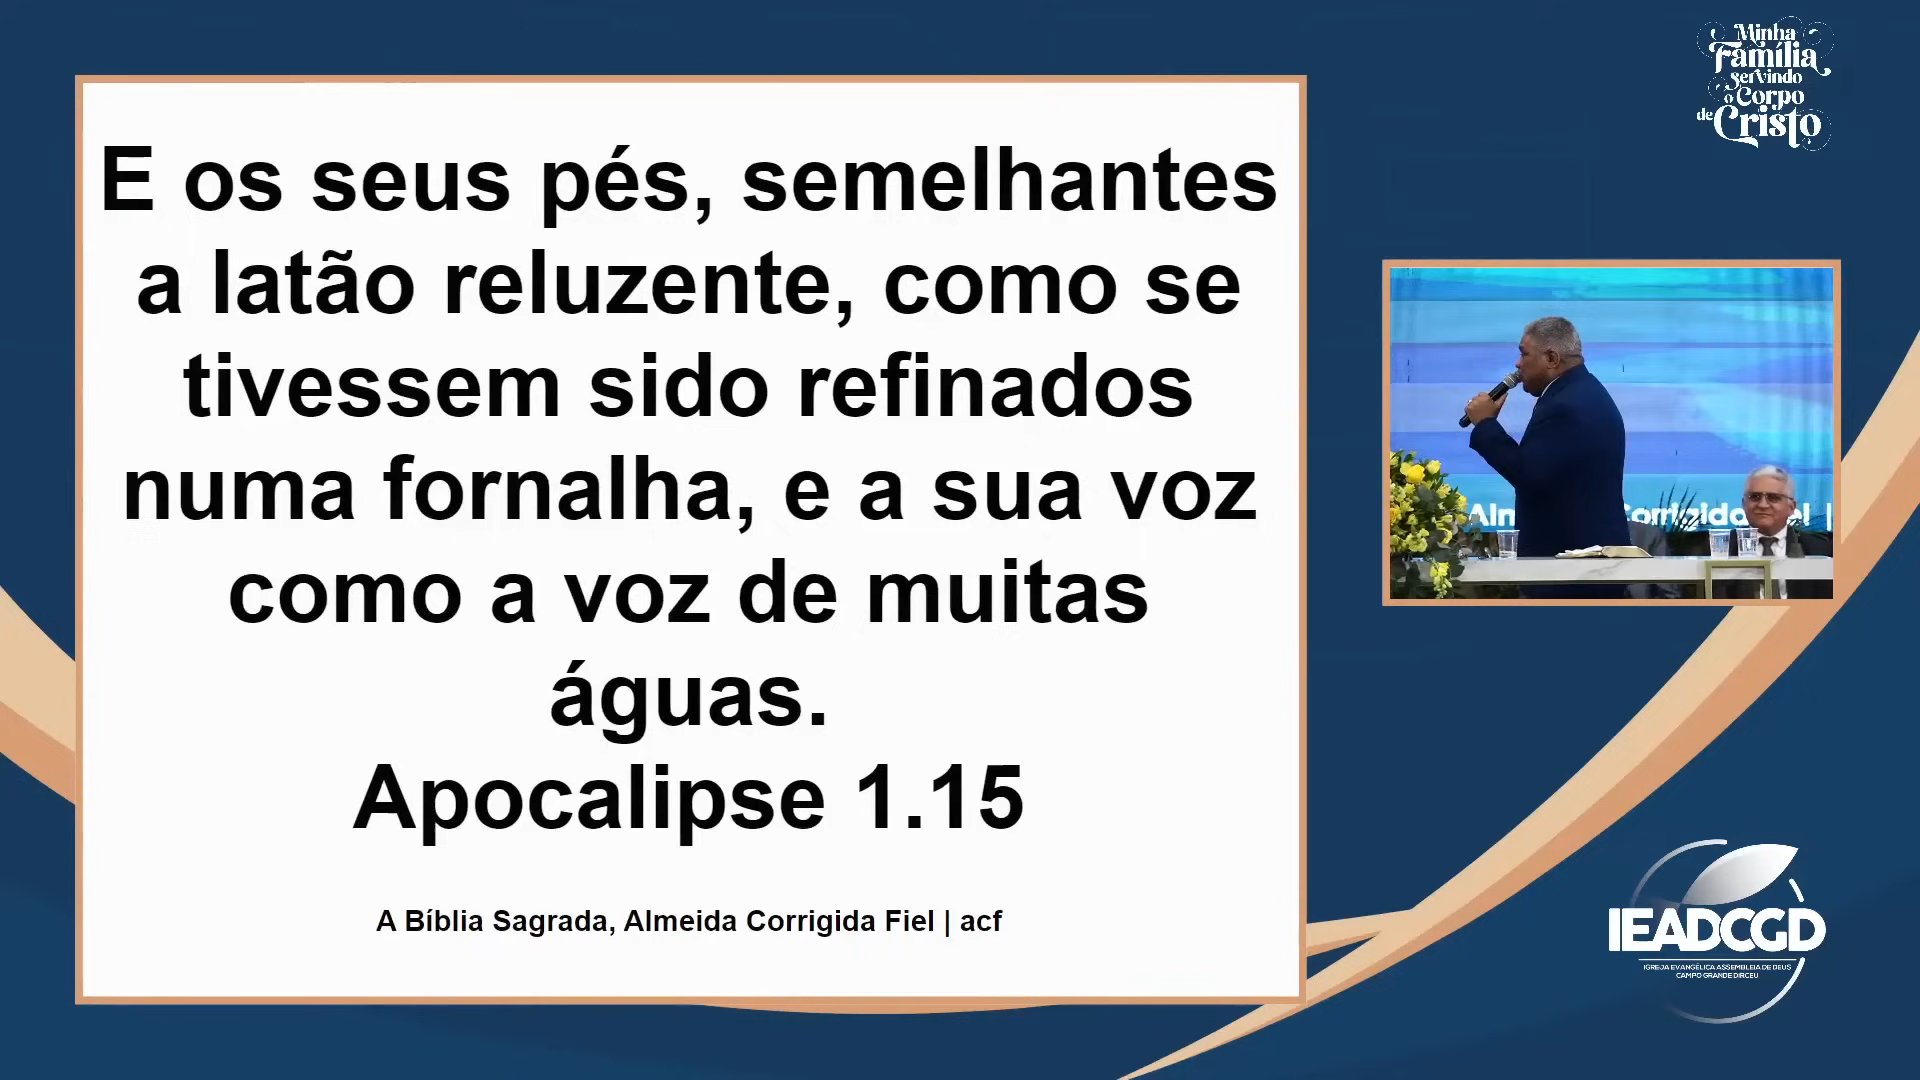 Minha
Família
servindo
o Corpo
de Cristo
E os seus pés, semelhantes
a latão reluzente, como se
tivessem sido refinados
numa fornalha, e a sua voz
como a voz de muitas
águas.
Apocalipse 1.15
A Bíblia Sagrada, Almeida Corrigida Fiel | acf
Corrigida
IEADCGD
IGREJA EVANGÉLICA ASSEMBLEIA DE DEUS
CAMPO GRANDE DIRCEU